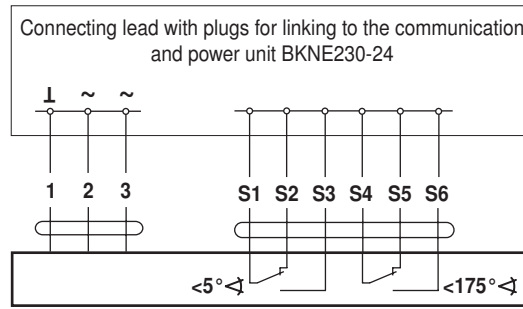 Connecting lead with plugs for linking to the communication
and power unit BKNE230-24
⊥ ~ ~
1 2 3 S1 S2 S3 S4 S5 S6
<5°∢ <175°∢